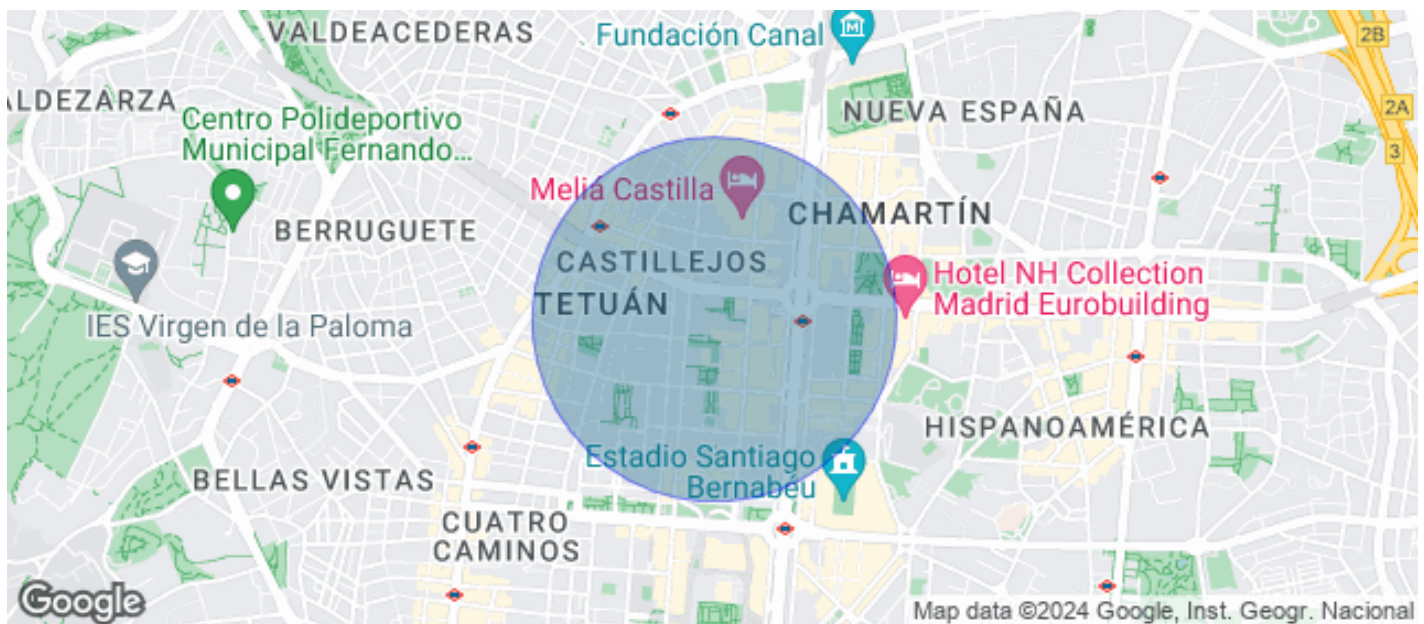 VALDEACEDERAS
Fundación Canal
2B
ALDEZARZA
NUEVA ESPAÑA
2A
Centro Polideportivo
Municipal Fernando...
3
Meliá Castilla
CHAMARTÍN
BERRUGUETE
CASTILLEJOS
Hotel NH Collection
Madrid Eurobuilding
TETUÁN
IES Virgen de la Paloma
HISPANOAMÉRICA
Estadio Santiago
Bernabéu
BELLAS VISTAS
CUATRO
CAMINOS
Google
Map data ©2024 Google, Inst. Geogr. Nacional